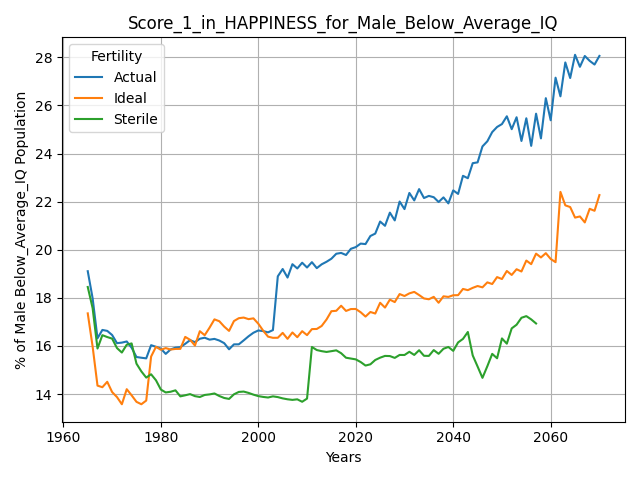 Score_1_in_HAPPINESS_for_Male_Below_Average_IQ
Fertility
Actual
Ideal
Sterile
% of Male Below_Average_IQ Population
28
26
24
22
20
18
16
14
1960
1980
2000
2020
2040
2060
Years